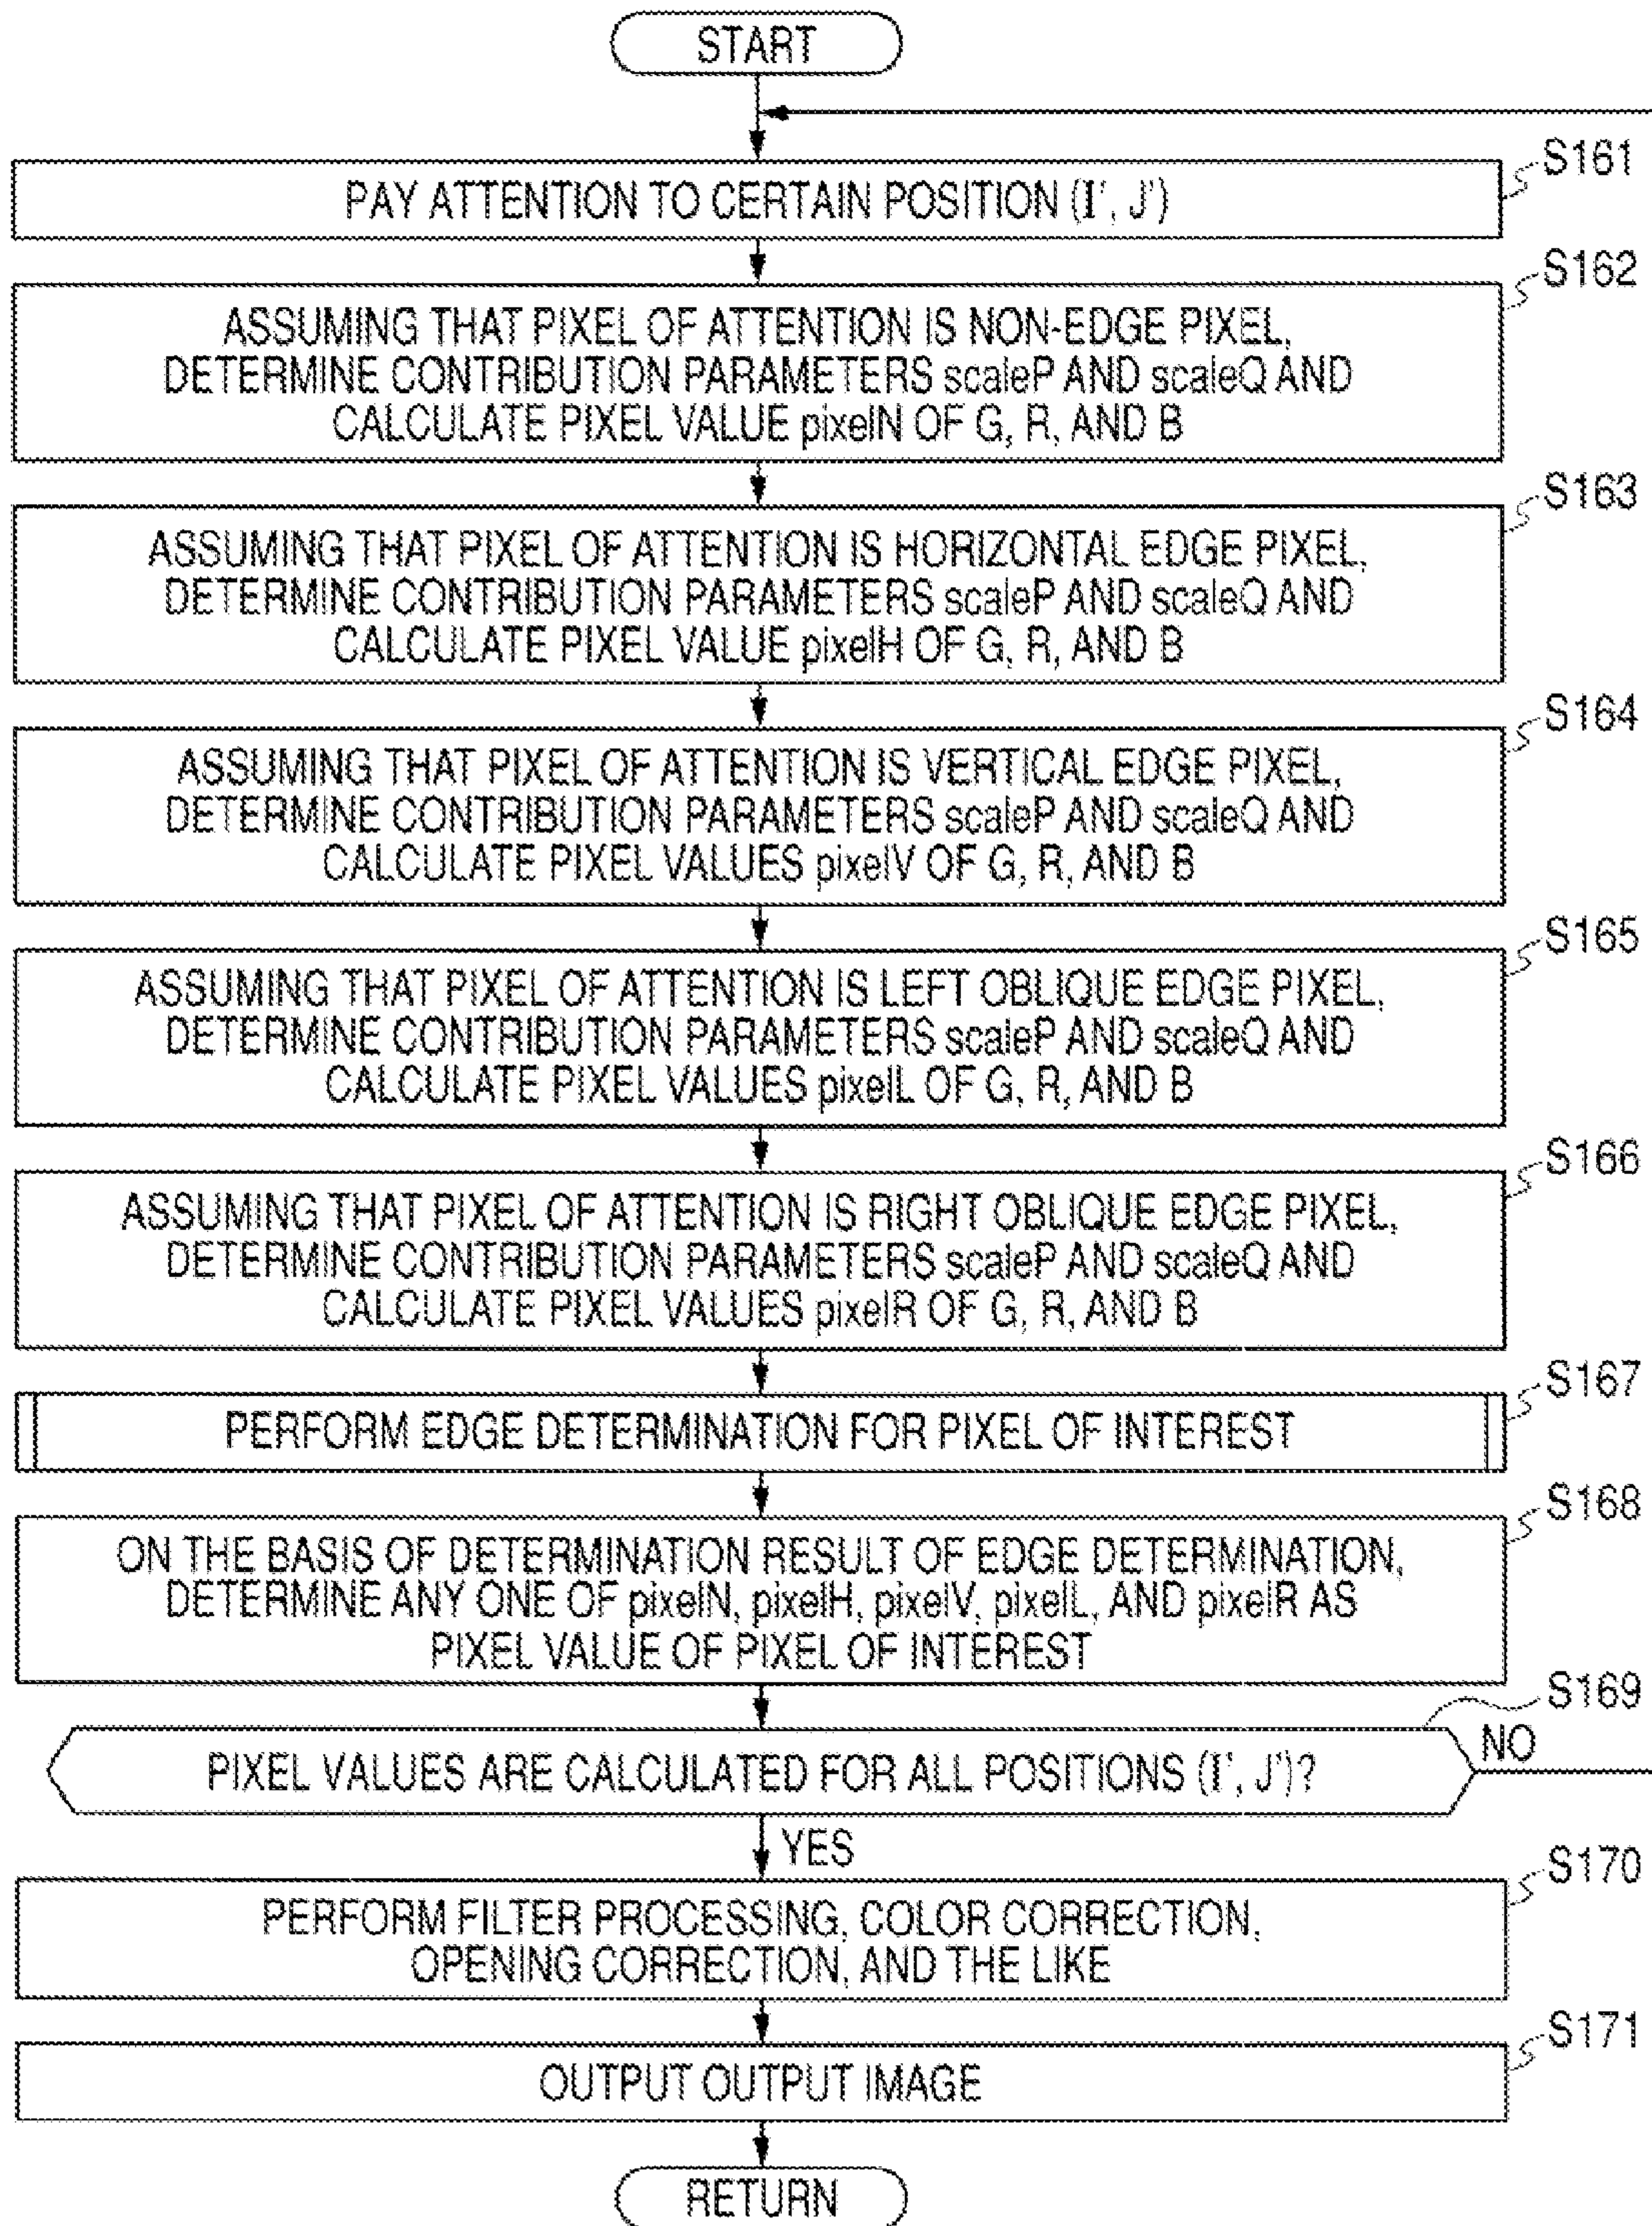 START
S161
PAY ATTENTION TO CERTAIN POSITION (I', J')
S162
ASSUMING THAT PIXEL OF ATTENTION IS NON-EDGE PIXEL,
DETERMINE CONTRIBUTION PARAMETERS scaleP AND scaleQ AND
CALCULATE PIXEL VALUE pixelN OF G, R, AND B
S163
ASSUMING THAT PIXEL OF ATTENTION IS HORIZONTAL EDGE PIXEL,
DETERMINE CONTRIBUTION PARAMETERS scaleP AND scaleQ AND
CALCULATE PIXEL VALUE pixelH OF G, R, AND B
S164
ASSUMING THAT PIXEL OF ATTENTION IS VERTICAL EDGE PIXEL,
DETERMINE CONTRIBUTION PARAMETERS scaleP AND scaleQ AND
CALCULATE PIXEL VALUES pixelV OF G, R, AND B
S165
ASSUMING THAT PIXEL OF ATTENTION IS LEFT OBLIQUE EDGE PIXEL,
DETERMINE CONTRIBUTION PARAMETERS scaleP AND scaleQ AND
CALCULATE PIXEL VALUES pixelL OF G, R, AND B
S166
ASSUMING THAT PIXEL OF ATTENTION IS RIGHT OBLIQUE EDGE PIXEL,
DETERMINE CONTRIBUTION PARAMETERS scaleP AND scaleQ AND
CALCULATE PIXEL VALUES pixelR OF G, R, AND B
S167
PERFORM EDGE DETERMINATION FOR PIXEL OF INTEREST
S168
ON THE BASIS OF DETERMINATION RESULT OF EDGE DETERMINATION,
DETERMINE ANY ONE OF pixelN, pixelH, pixelV, pixelL, AND pixelR AS
PIXEL VALUE OF PIXEL OF INTEREST
S169
PIXEL VALUES ARE CALCULATED FOR ALL POSITIONS (I', J')?
NO
YES
S170
PERFORM FILTER PROCESSING, COLOR CORRECTION,
OPENING CORRECTION, AND THE LIKE
S171
OUTPUT OUTPUT IMAGE
RETURN